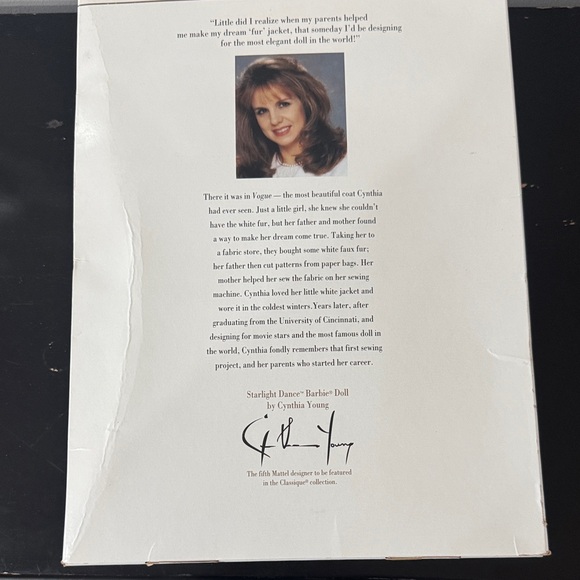 “Little did I realize when my parents helped
me make my dream ‘fur’ jacket, that someday I’d be designing
for the most elegant doll in the world!”
There it was in Vogue — the most beautiful coat Cynthia
had ever seen. Just a little girl, she knew she couldn’t
have the white fur, but her father and mother found
a way to make her dream come true. Taking her to
a fabric store, they bought some white faux fur;
her father then cut patterns from paper bags. Her
mother helped her sew the fabric on her sewing
machine. Cynthia loved her little white jacket and
wore it in the coldest winters. Years later, after
graduating from the University of Cincinnati, and
designing for movie stars and the most famous doll in
the world, Cynthia fondly remembers that first sewing
project, and her parents who started her career.
Starlight Dance™ Barbie® Doll
by Cynthia Young
Cynthia Young
The fifth Mattel designer to be featured
in the Classique® collection.